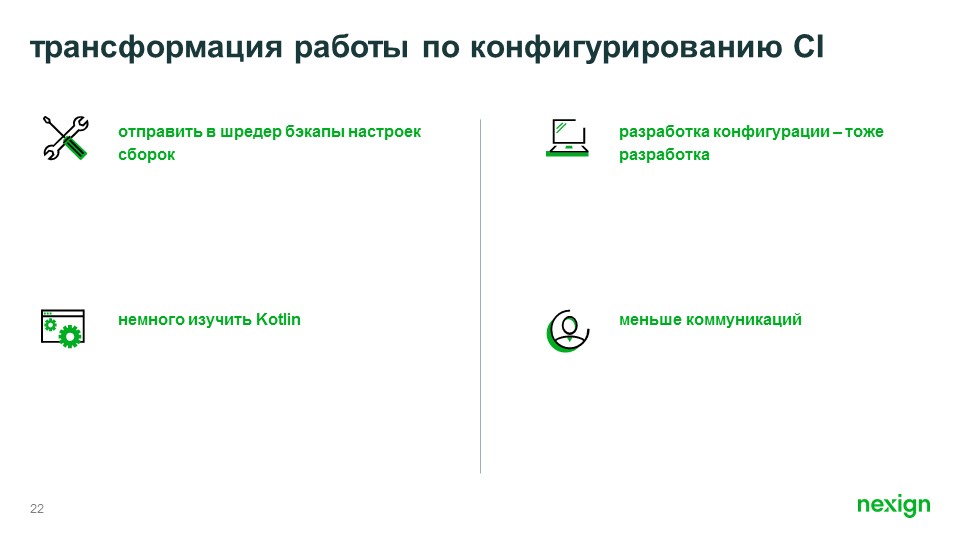 трансформация работы по конфигурированию CI
отправить в шредер бэкапы настроек
сборок
немного изучить Kotlin
разработка конфигурации – тоже
разработка
меньше коммуникаций
22
nexign